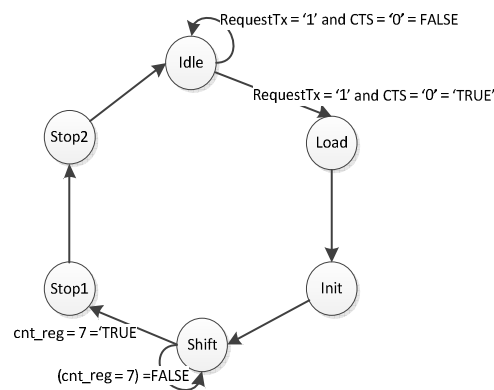 RequestTx = ‘1’ and CTS = ‘0’ = FALSE
Idle
RequestTx = ‘1’ and CTS = ‘0’ = ‘TRUE’
Stop2
Load
Stop1
Init
cnt_reg = 7 =‘TRUE
Shift
(cnt_reg = 7) =FALSE